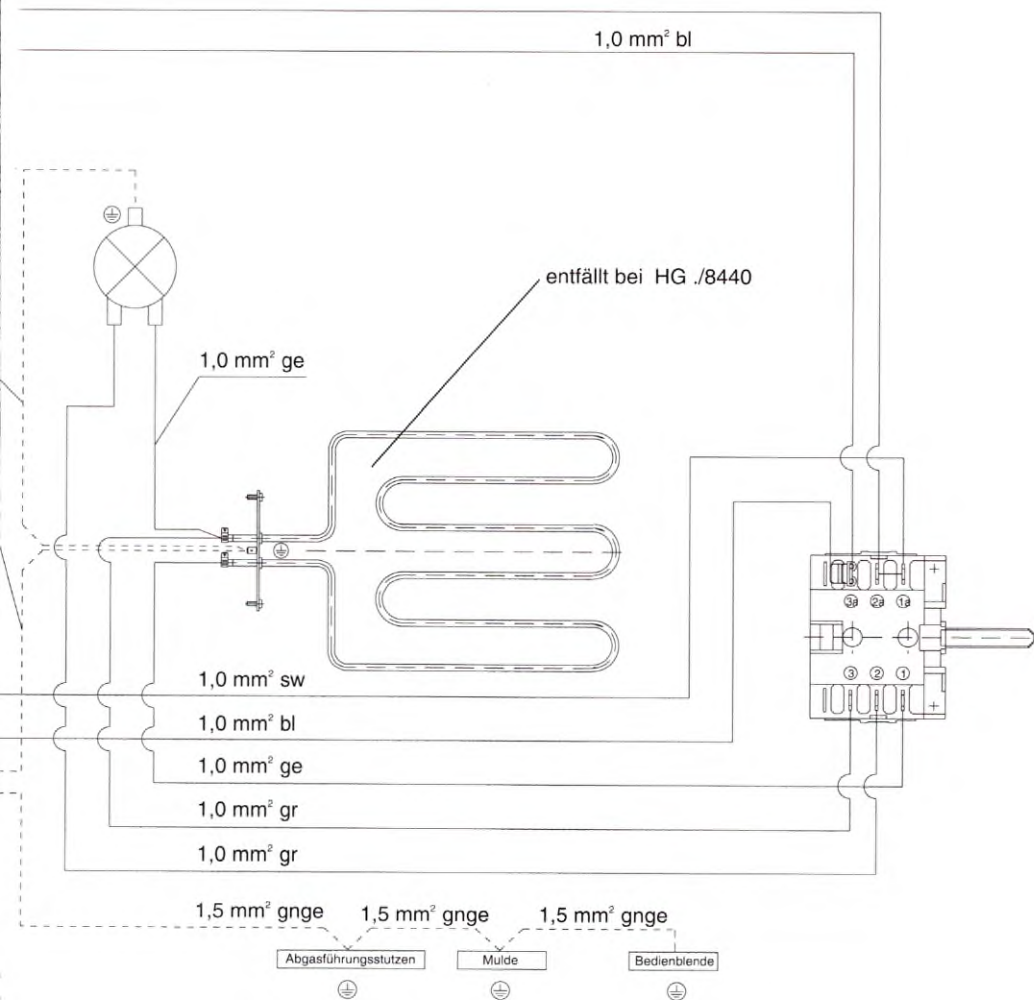 1,0 mm² bl
entfällt bei HG ./8440
1,0 mm² ge
3a 2a 1a
3 2 1
1,0 mm² sw
1,0 mm² bl
1,0 mm² ge
1,0 mm² gr
1,0 mm² gr
1,5 mm² gnge 1,5 mm² gnge 1,5 mm² gnge
Abgasführungsstutzen Mulde Bedienblende